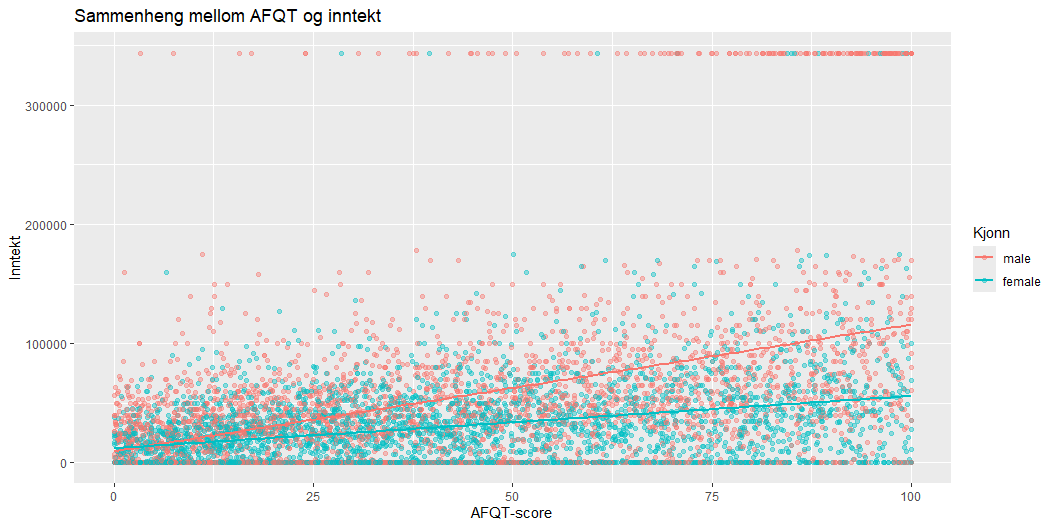 Sammenheng mellom AFQT og inntekt
300000
200000
100000
0
Inntekt
0
25
50
75
100
AFQT-score
Kjonn
male
female